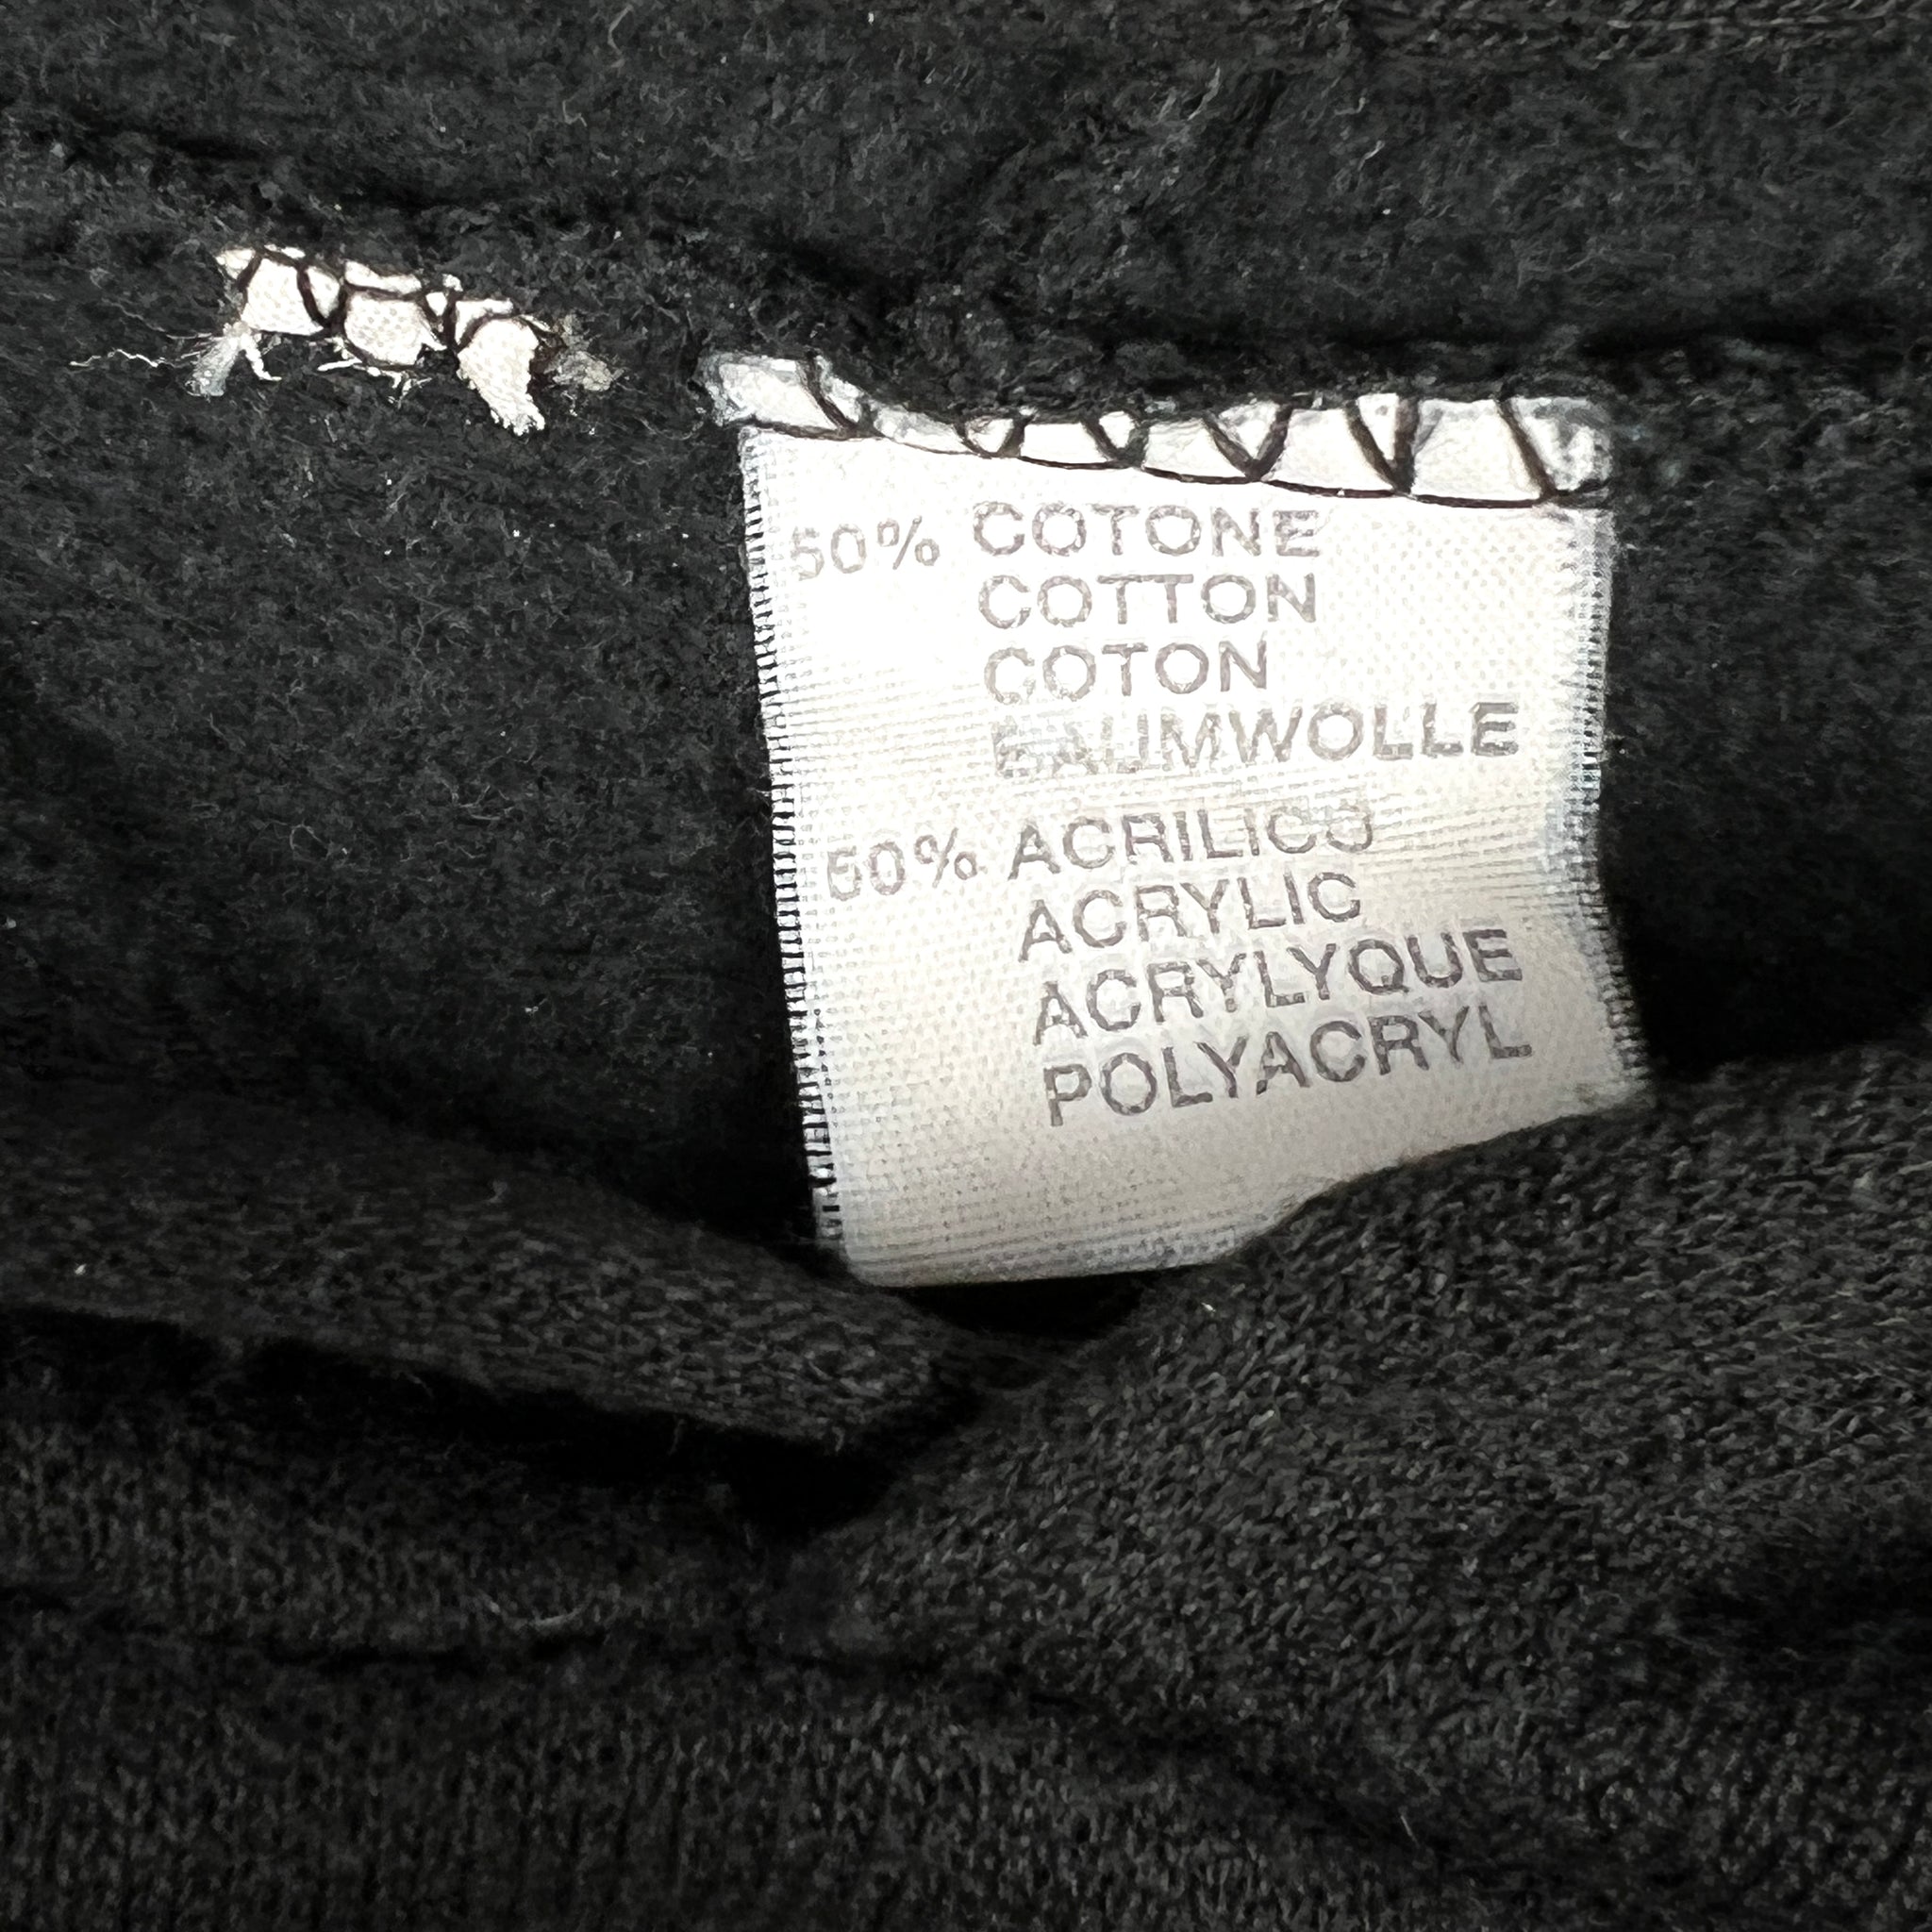 50% COTONE
COTTON
COTON
BAUMWOLLE
50% ACRILICO
ACRYLIC
ACRYLYQUE
POLYACRYL